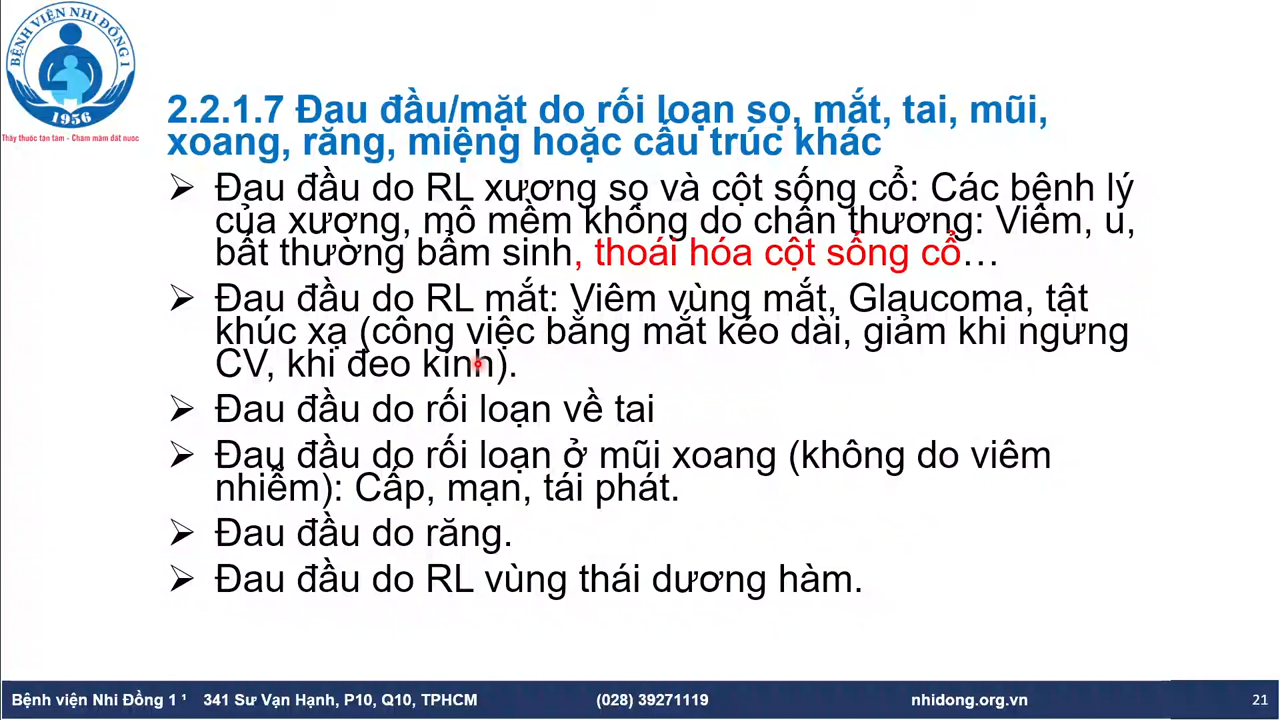 BỆNH VIỆN NHI ĐỒNG 1
1956
Thầy thuốc tận tâm - Chăm mầm đất nước
2.2.1.7 Đau đầu/mặt do rối loạn sọ, mắt, tai, mũi,
xoang, răng, miệng hoặc cấu trúc khác
➢ Đau đầu do RL xương sọ và cột sống cổ: Các bệnh lý
của xương, mô mềm không do chấn thương: Viêm, u,
bất thường bẩm sinh, thoái hóa cột sống cổ…
➢ Đau đầu do RL mắt: Viêm vùng mắt, Glaucoma, tật
khúc xạ (công việc bằng mắt kéo dài, giảm khi ngưng
CV, khi đeo kính).
➢ Đau đầu do rối loạn về tai
➢ Đau đầu do rối loạn ở mũi xoang (không do viêm
nhiễm): Cấp, mạn, tái phát.
➢ Đau đầu do răng.
➢ Đau đầu do RL vùng thái dương hàm.
Bệnh viện Nhi Đồng 1 ¹ 341 Sư Vạn Hạnh, P10, Q10, TPHCM (028) 39271119 nhidong.org.vn 21